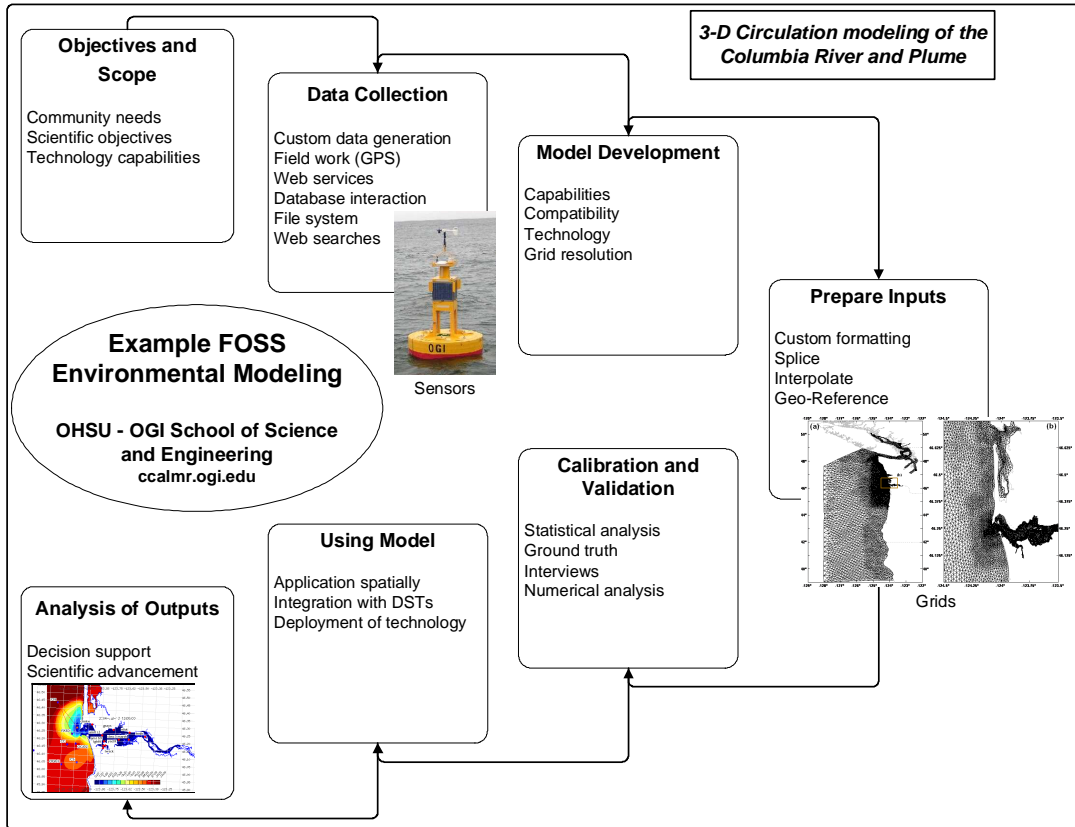 3-D Circulation modeling of the
Columbia River and Plume
Objectives and
Scope
Community needs
Scientific objectives
Technology capabilities
Data Collection
Custom data generation
Field work (GPS)
Web services
Database interaction
File system
Web searches
OGI
Sensors
Model Development
Capabilities
Compatibility
Technology
Grid resolution
Prepare Inputs
Custom formatting
Splice
Interpolate
Geo-Reference
(a)
(b)
Grids
Example FOSS
Environmental Modeling
OHSU - OGI School of Science
and Engineering
ccalmr.ogi.edu
Calibration and
Validation
Statistical analysis
Ground truth
Interviews
Numerical analysis
Using Model
Application spatially
Integration with DSTs
Deployment of technology
Analysis of Outputs
Decision support
Scientific advancement